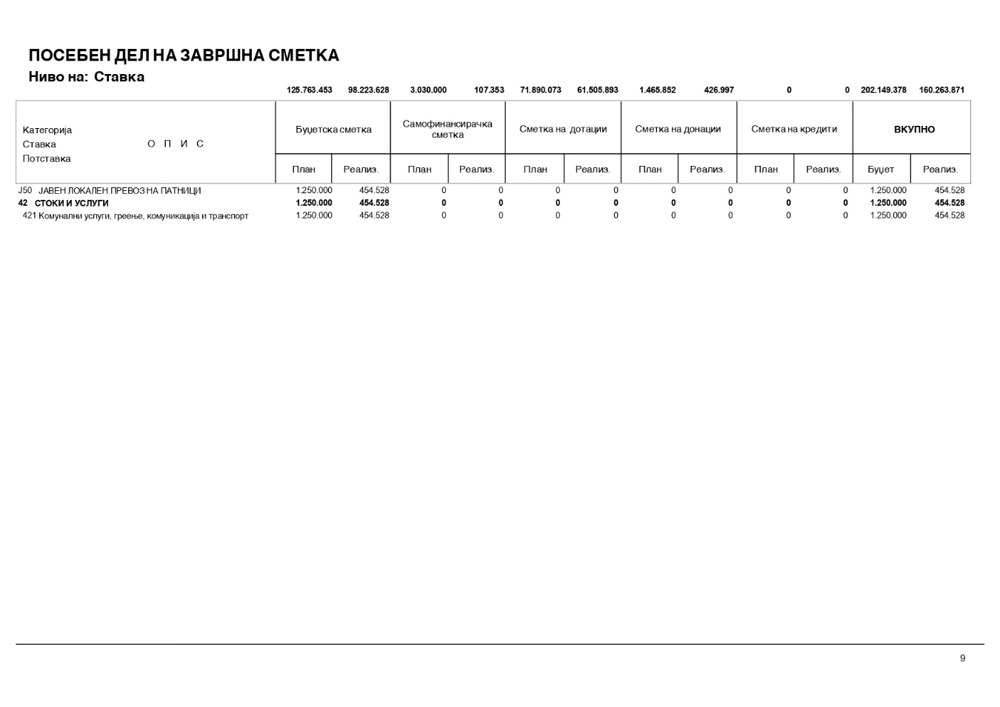 ПОСЕБЕН ДЕЛ НА ЗАВРШНА СМЕТКА
Ниво на: Ставка
125.763.453 98.223.628 3.030.000 107.353 71.890.073 61.505.893 1.465.852 426.997 0 0 202.149.378 160.263.871
Категорија
Ставка
Потставка
О П И С
Буџетска сметка
Самофинансирачка сметка
Сметка на дотации
Сметка на донации
Сметка на кредити
ВКУПНО
План Реализ. План Реализ. План Реализ. План Реализ. План Реализ. Буџет Реализ.
Ј50 ЈАВЕН ЛОКАЛЕН ПРЕВОЗ НА ПАТНИЦИ 1.250.000 454.528 0 0 0 0 0 0 0 0 1.250.000 454.528
42 СТОКИ И УСЛУГИ 1.250.000 454.528 0 0 0 0 0 0 0 0 1.250.000 454.528
421 Комунални услуги, греење, комуникација и транспорт 1.250.000 454.528 0 0 0 0 0 0 0 0 1.250.000 454.528
9